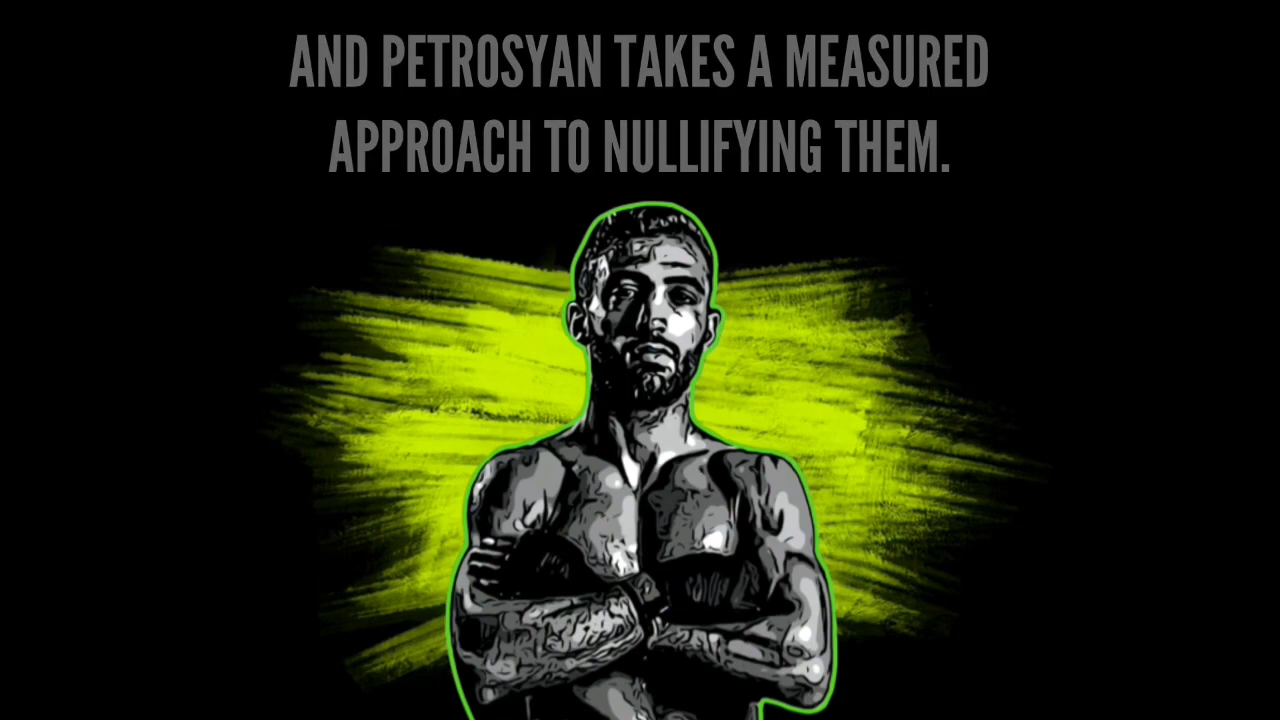 AND PETROSYAN TAKES A MEASURED
APPROACH TO NULLIFYING THEM.